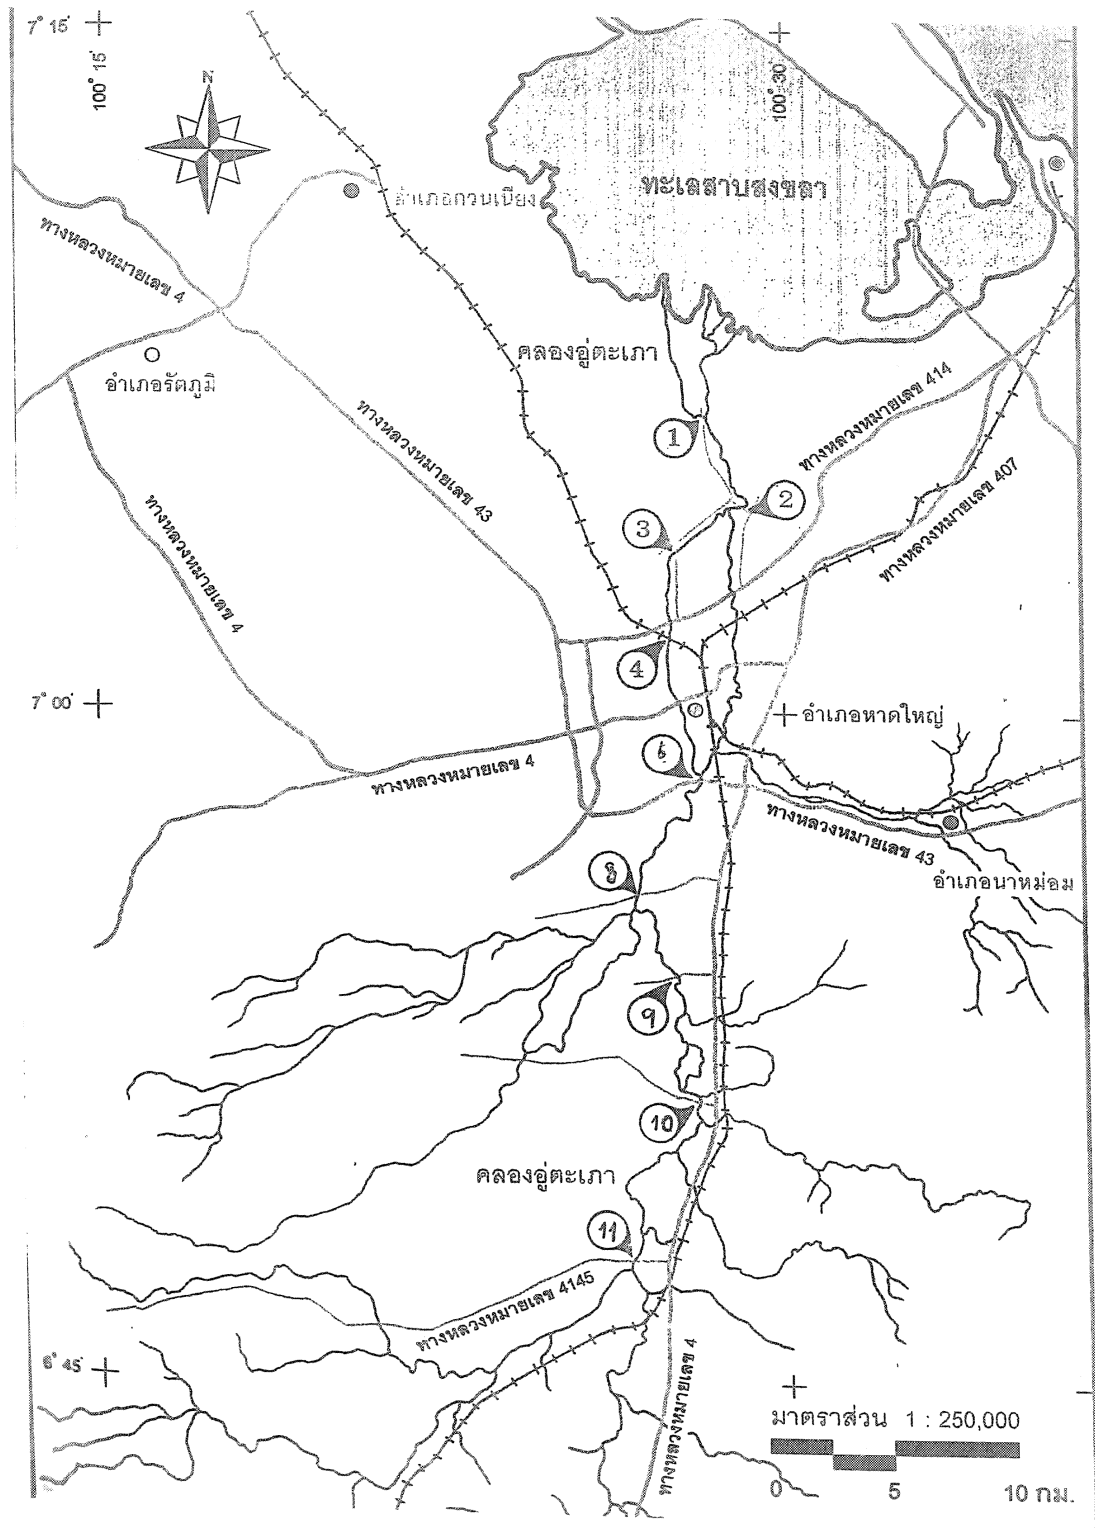 7° 15'
100° 15'
N
100° 30'
ทะเลสาบสงขลา
อำเภอควนเนียง
ทางหลวงหมายเลข 4
อำเภอรัตภูมิ
คลองอู่ตะเภา
ทางหลวงหมายเลข 43
ทางหลวงหมายเลข 414
1
2
3
ทางหลวงหมายเลข 407
ทางหลวงหมายเลข 4
4
7° 00'
อำเภอหาดใหญ่
6
ทางหลวงหมายเลข 4
ทางหลวงหมายเลข 43
8
อำเภอนาหม่อม
9
10
คลองอู่ตะเภา
11
ทางหลวงหมายเลข 4145
ทางหลวงหมายเลข 4
6° 45'
มาตราส่วน 1 : 250,000
0 5 10 กม.